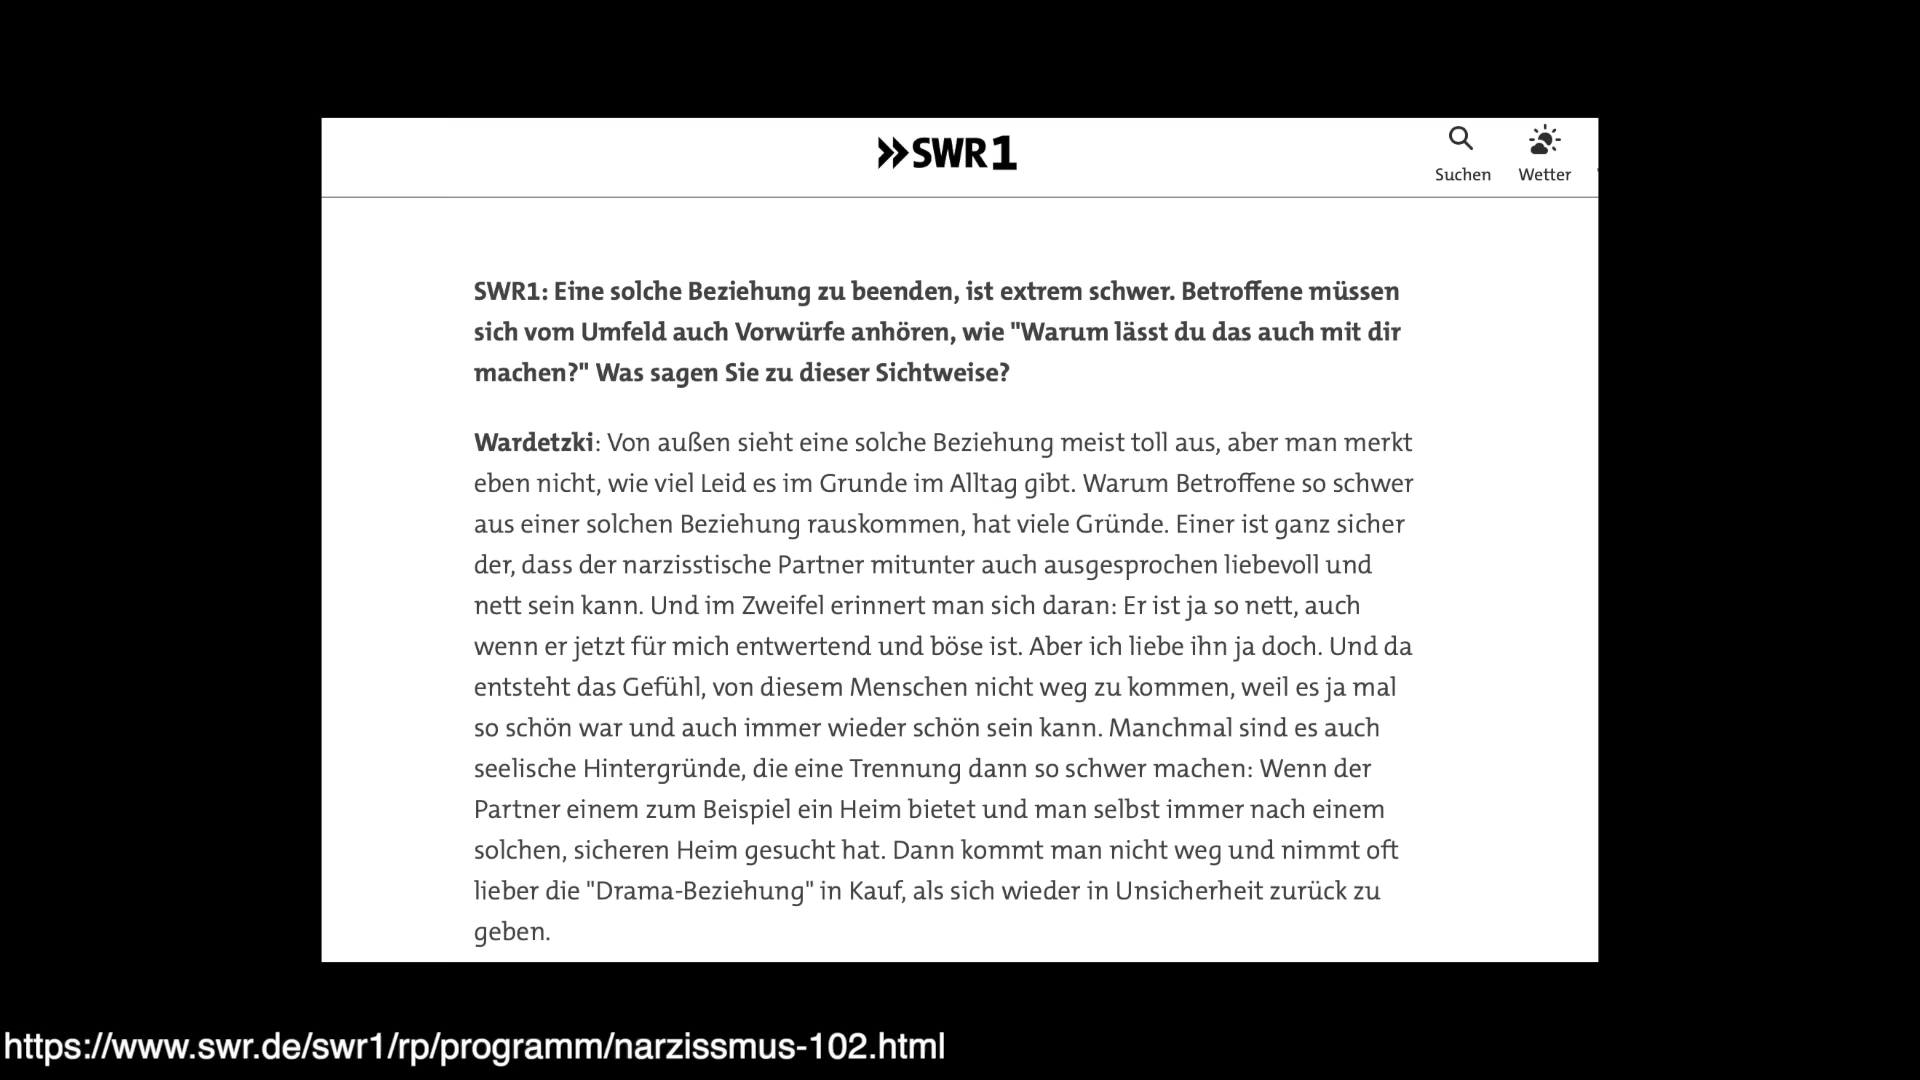 SWR1
Suchen
Wetter
SWR1: Eine solche Beziehung zu beenden, ist extrem schwer. Betroffene müssen
sich vom Umfeld auch Vorwürfe anhören, wie "Warum lässt du das auch mit dir
machen?" Was sagen Sie zu dieser Sichtweise?
Wardetzki: Von außen sieht eine solche Beziehung meist toll aus, aber man merkt
eben nicht, wie viel Leid es im Grunde im Alltag gibt. Warum Betroffene so schwer
aus einer solchen Beziehung rauskommen, hat viele Gründe. Einer ist ganz sicher
der, dass der narzisstische Partner mitunter auch ausgesprochen liebevoll und
nett sein kann. Und im Zweifel erinnert man sich daran: Er ist ja so nett, auch
wenn er jetzt für mich entwertend und böse ist. Aber ich liebe ihn ja doch. Und da
entsteht das Gefühl, von diesem Menschen nicht weg zu kommen, weil es ja mal
so schön war und auch immer wieder schön sein kann. Manchmal sind es auch
seelische Hintergründe, die eine Trennung dann so schwer machen: Wenn der
Partner einem zum Beispiel ein Heim bietet und man selbst immer nach einem
solchen, sicheren Heim gesucht hat. Dann kommt man nicht weg und nimmt oft
lieber die "Drama-Beziehung" in Kauf, als sich wieder in Unsicherheit zurück zu
geben.
https://www.swr.de/swr1/rp/programm/narzissmus-102.html